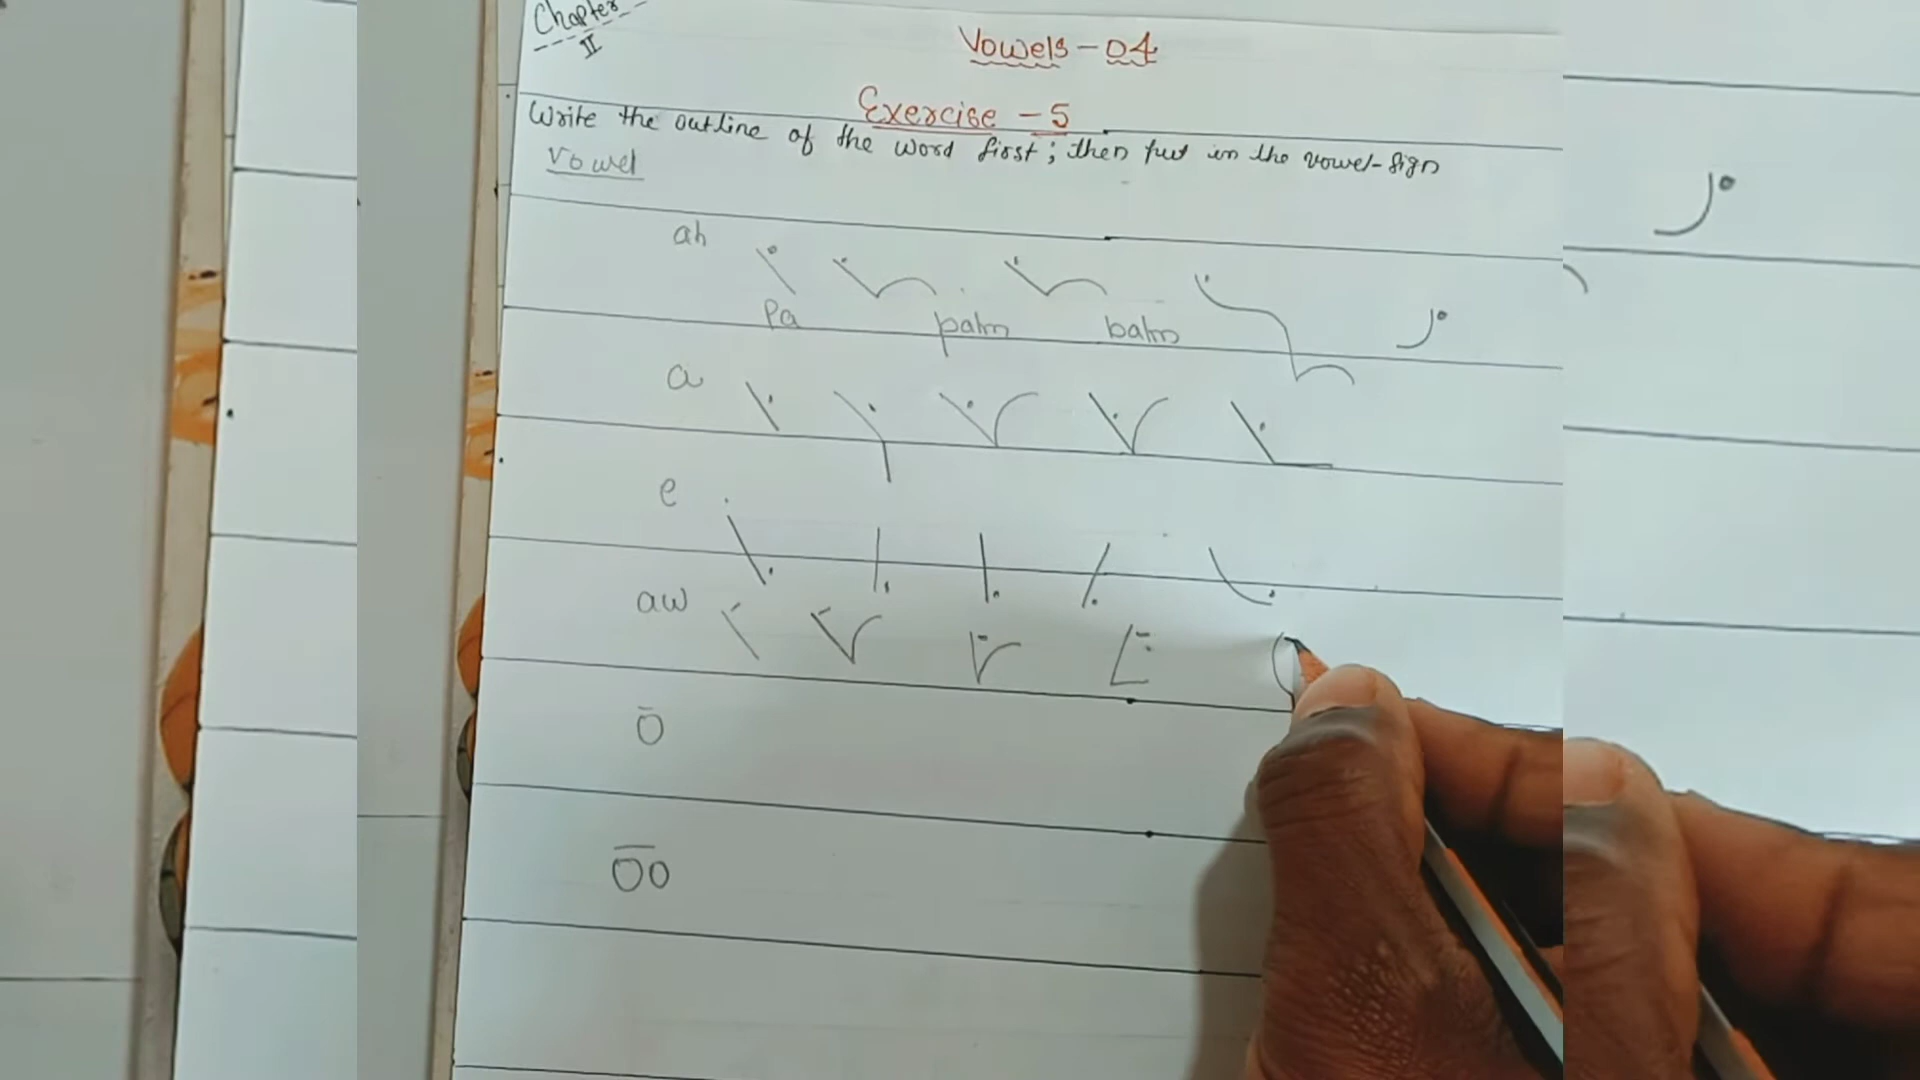 Chapter
II
Vowels - 04
Exercise - 5
Write the outline of the word first; then put in the vowel-sign
Vowel
ah
Pa palm balm
a
e
aw
ō
ōo